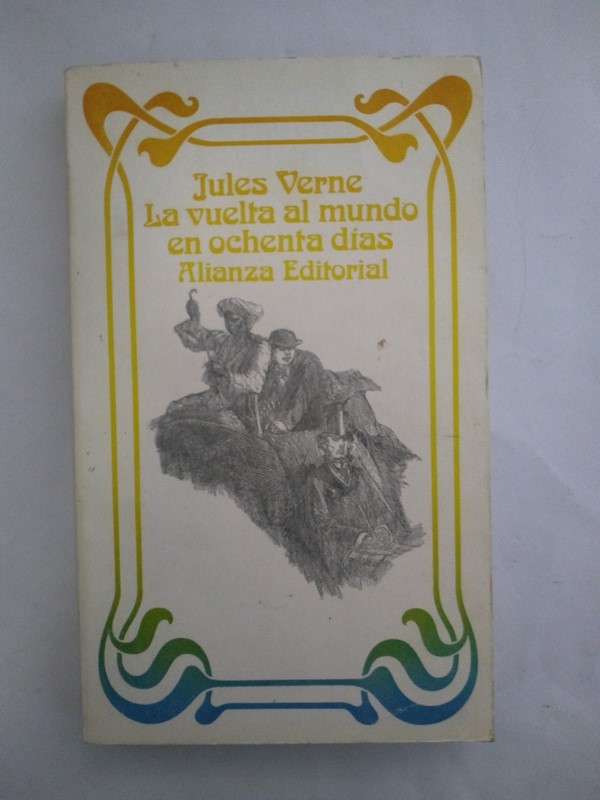 Jules Verne
La vuelta al mundo
en ochenta días
Alianza Editorial